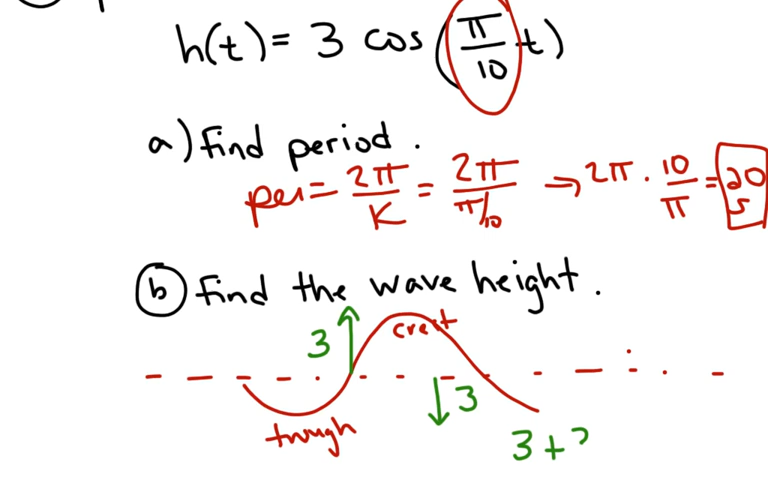 h(t) = 3 cos(π/10 t)
a) find period.
per = 2π/K = 2π/π/10 → 2π · 10/π = 20 s
b) find the wave height.
3 crest
3
trough
3 +